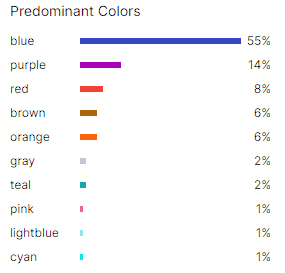 Predominant Colors
blue 55%
purple 14%
red 8%
brown 6%
orange 6%
gray 2%
teal 2%
pink 1%
lightblue 1%
cyan 1%